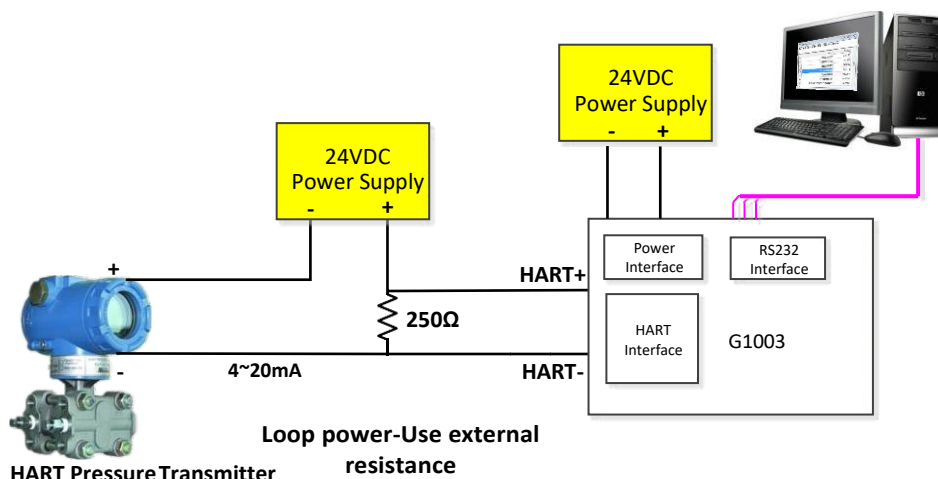 24VDC
Power Supply
- +
24VDC
Power Supply
- +
+
HART+
Power
Interface
RS232
Interface
250Ω
HART
Interface
G1003
-
4~20mA
HART-
Loop power-Use external
resistance
HART Pressure Transmitter